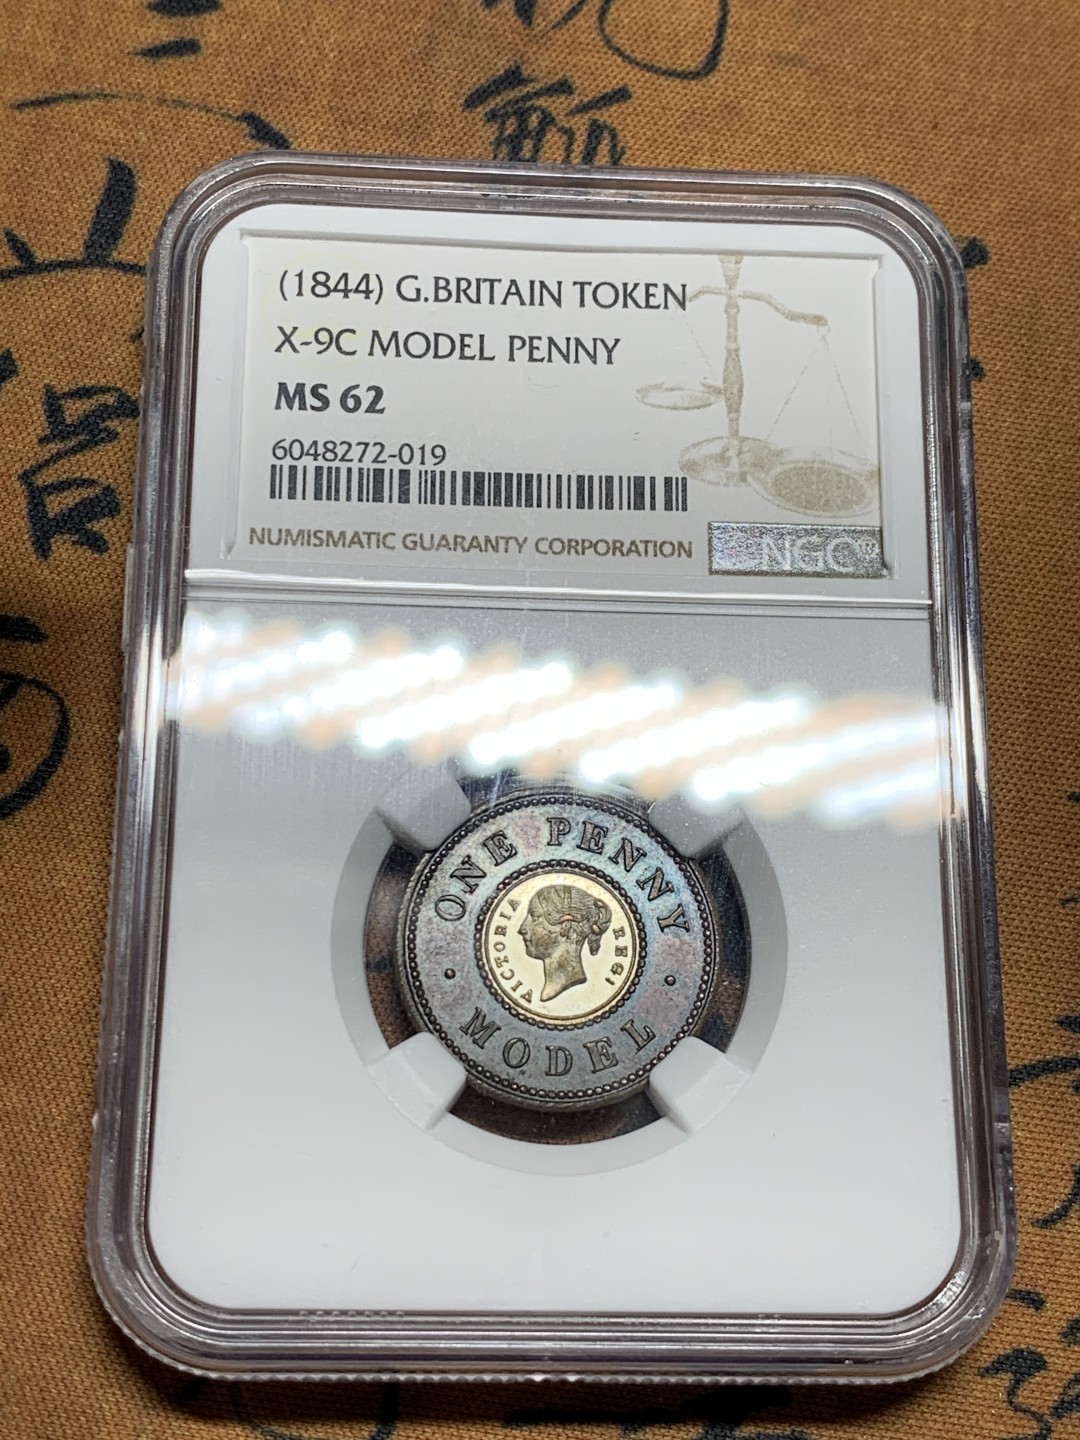 (1844) G.BRITAIN TOKEN
X-9C MODEL PENNY
MS 62
6048272-019
NUMISMATIC GUARANTY CORPORATION
NGC®
ONE PENNY
VICTORIA REGI
MODEL